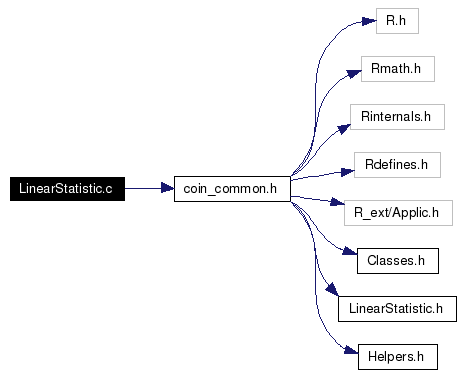 R.h
Rmath.h
Rinternals.h
Rdefines.h
LinearStatistic.c
coin_common.h
R_ext/Applic.h
Classes.h
LinearStatistic.h
Helpers.h